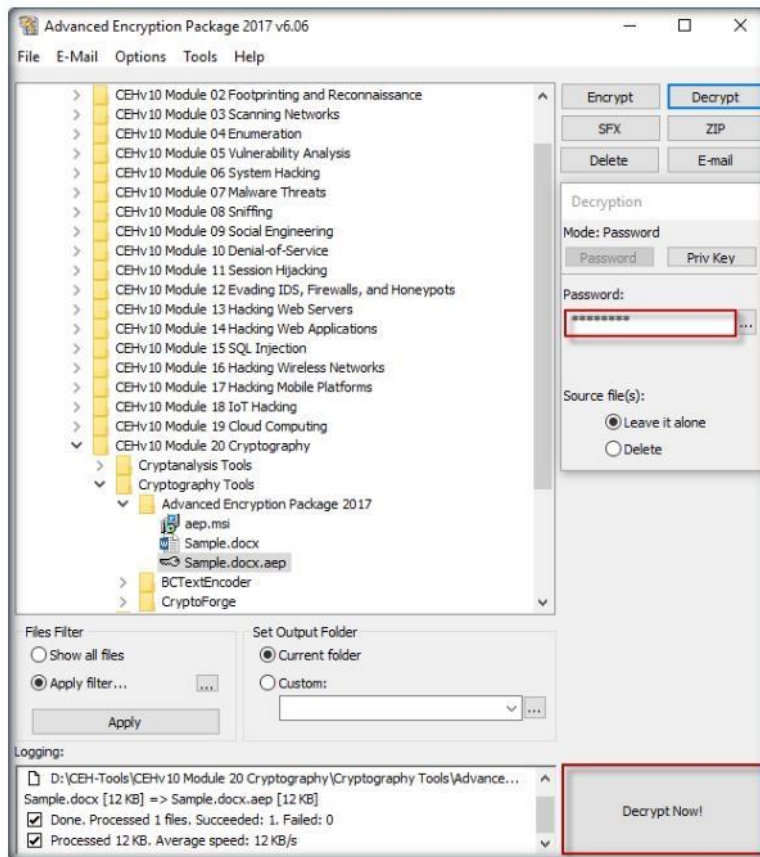 Advanced Encryption Package 2017 v6.06
File E-Mail Options Tools Help
CEHv10 Module 02 Footprinting and Reconnaissance
CEHv10 Module 03 Scanning Networks
CEHv10 Module 04 Enumeration
CEHv10 Module 05 Vulnerability Analysis
CEHv10 Module 06 System Hacking
CEHv10 Module 07 Malware Threats
CEHv10 Module 08 Sniffing
CEHv10 Module 09 Social Engineering
CEHv10 Module 10 Denial-of-Service
CEHv10 Module 11 Session Hijacking
CEHv10 Module 12 Evading IDS, Firewalls, and Honeypots
CEHv10 Module 13 Hacking Web Servers
CEHv10 Module 14 Hacking Web Applications
CEHv10 Module 15 SQL Injection
CEHv10 Module 16 Hacking Wireless Networks
CEHv10 Module 17 Hacking Mobile Platforms
CEHv10 Module 18 IoT Hacking
CEHv10 Module 19 Cloud Computing
CEHv10 Module 20 Cryptography
Cryptanalysis Tools
Cryptography Tools
Advanced Encryption Package 2017
aep.msi
Sample.docx
Sample.docx.aep
BCTextEncoder
CryptoForge
Encrypt Decrypt
SFX ZIP
Delete E-mail
Decryption
Mode: Password
Password Priv Key
Password:
********
...
Source file(s):
Leave it alone
Delete
Files Filter
Show all files
Apply filter... ...
Apply
Set Output Folder
Current folder
Custom:
...
Logging:
D:\CEH-Tools\CEHv10 Module 20 Cryptography\Cryptography Tools\Advance...
Sample.docx [12 KB] => Sample.docx.aep [12 KB]
Done. Processed 1 files. Succeeded: 1. Failed: 0
Processed 12 KB. Average speed: 12 KB/s
Decrypt Now!